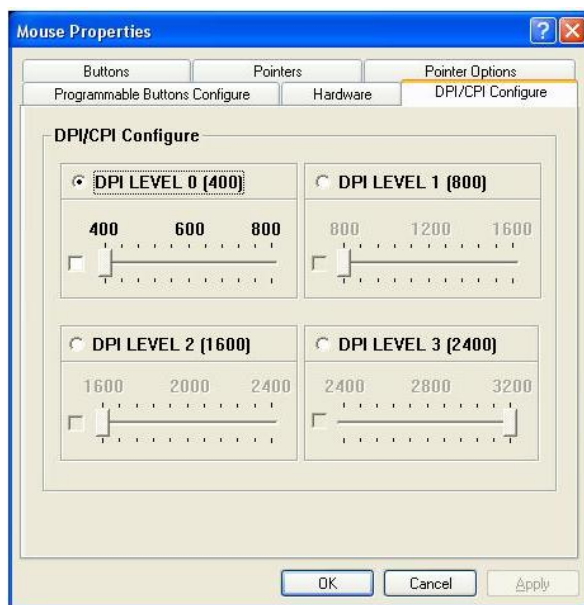 Mouse Properties
Buttons Pointers Pointer Options
Programmable Buttons Configure Hardware DPI/CPI Configure
DPI/CPI Configure
DPI LEVEL 0 (400)
400 600 800
DPI LEVEL 1 (800)
800 1200 1600
DPI LEVEL 2 (1600)
1600 2000 2400
DPI LEVEL 3 (2400)
2400 2800 3200
OK Cancel Apply